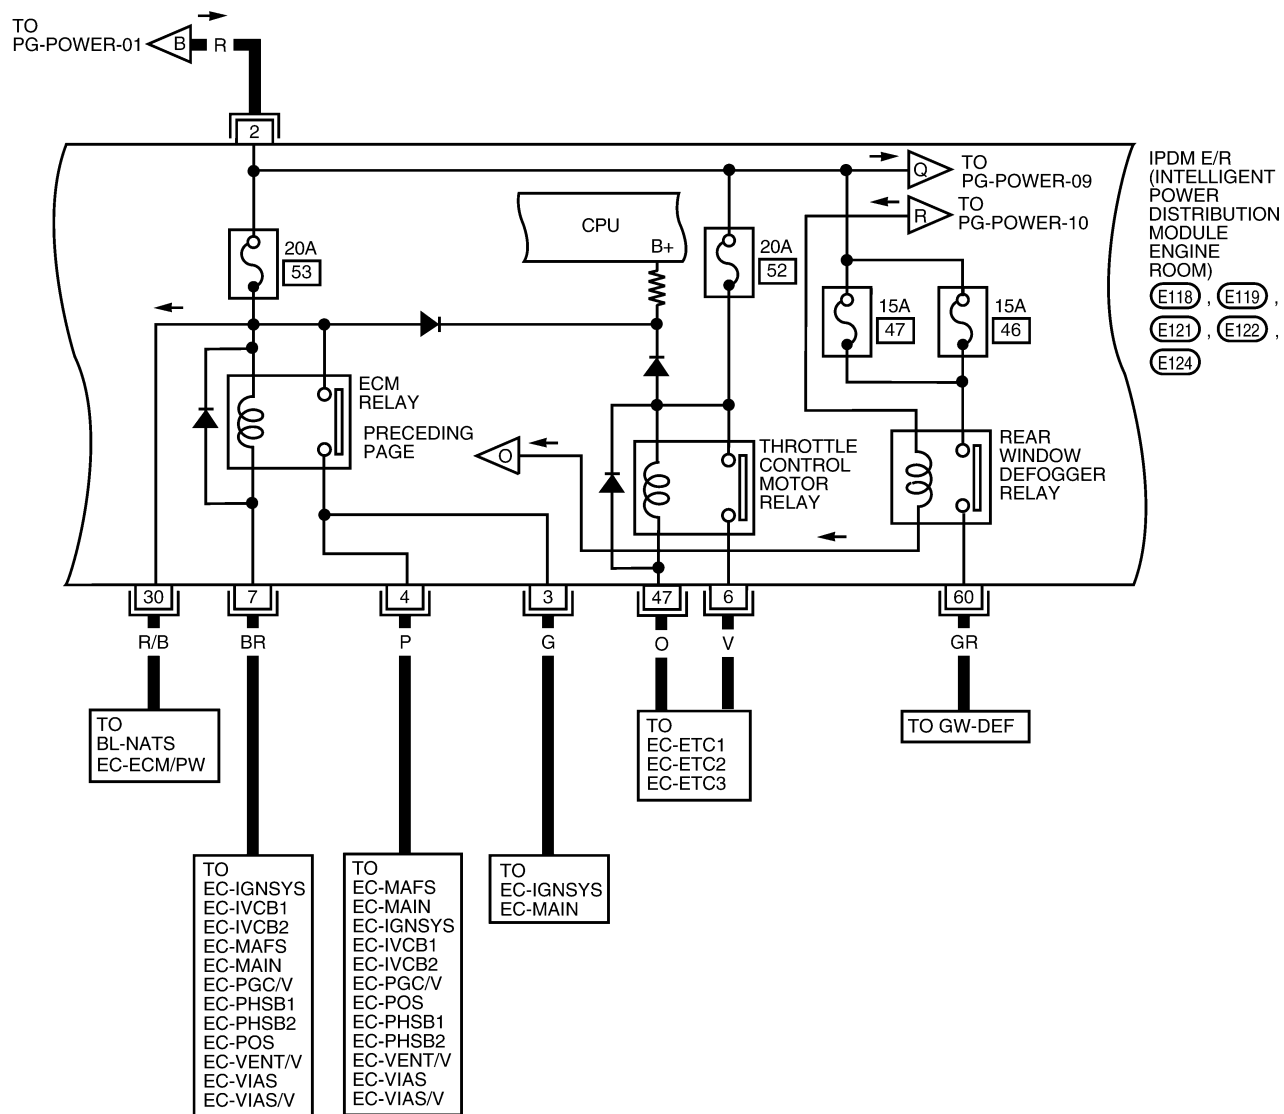 TO
PG-POWER-01
B
R
2
Q
TO
PG-POWER-09
R
TO
PG-POWER-10
IPDM E/R
(INTELLIGENT
POWER
DISTRIBUTION
MODULE
ENGINE
ROOM)
E118 , E119 ,
E121 , E122 ,
E124
CPU
B+
20A
53
20A
52
15A
47
15A
46
ECM
RELAY
PRECEDING
PAGE
O
THROTTLE
CONTROL
MOTOR
RELAY
REAR
WINDOW
DEFOGGER
RELAY
30
7
4
3
47
6
60
R/B
BR
P
G
O
V
GR
TO
BL-NATS
EC-ECM/PW
TO
EC-ETC1
EC-ETC2
EC-ETC3
TO GW-DEF
TO
EC-IGNSYS
EC-IVCB1
EC-IVCB2
EC-MAFS
EC-MAIN
EC-PGC/V
EC-PHSB1
EC-PHSB2
EC-POS
EC-VENT/V
EC-VIAS
EC-VIAS/V
TO
EC-MAFS
EC-MAIN
EC-IGNSYS
EC-IVCB1
EC-IVCB2
EC-PGC/V
EC-POS
EC-PHSB1
EC-PHSB2
EC-VENT/V
EC-VIAS
EC-VIAS/V
TO
EC-IGNSYS
EC-MAIN